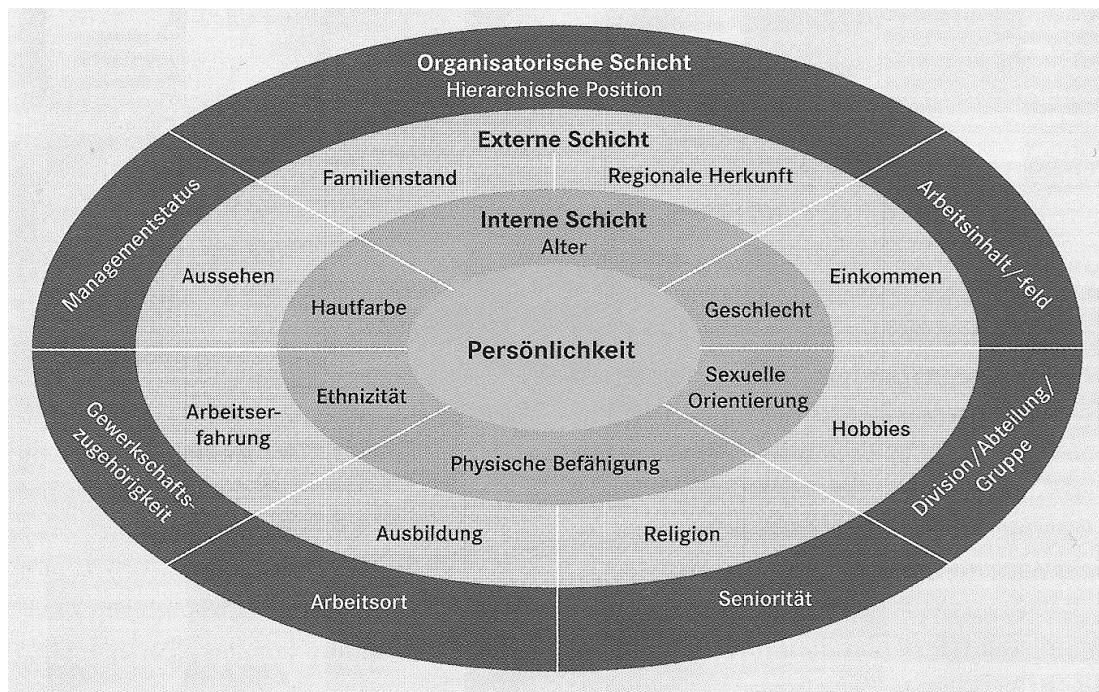 Organisatorische Schicht
Hierarchische Position
Externe Schicht
Familienstand
Regionale Herkunft
Interne Schicht
Alter
Managementstatus
Arbeitsinhalt/-feld
Aussehen
Einkommen
Hautfarbe
Geschlecht
Persönlichkeit
Ethnizität
Sexuelle
Orientierung
Arbeitser-
fahrung
Hobbies
Gewerkschafts-
zugehörigkeit
Division/Abteilung/
Gruppe
Physische Befähigung
Ausbildung
Religion
Arbeitsort
Seniorität